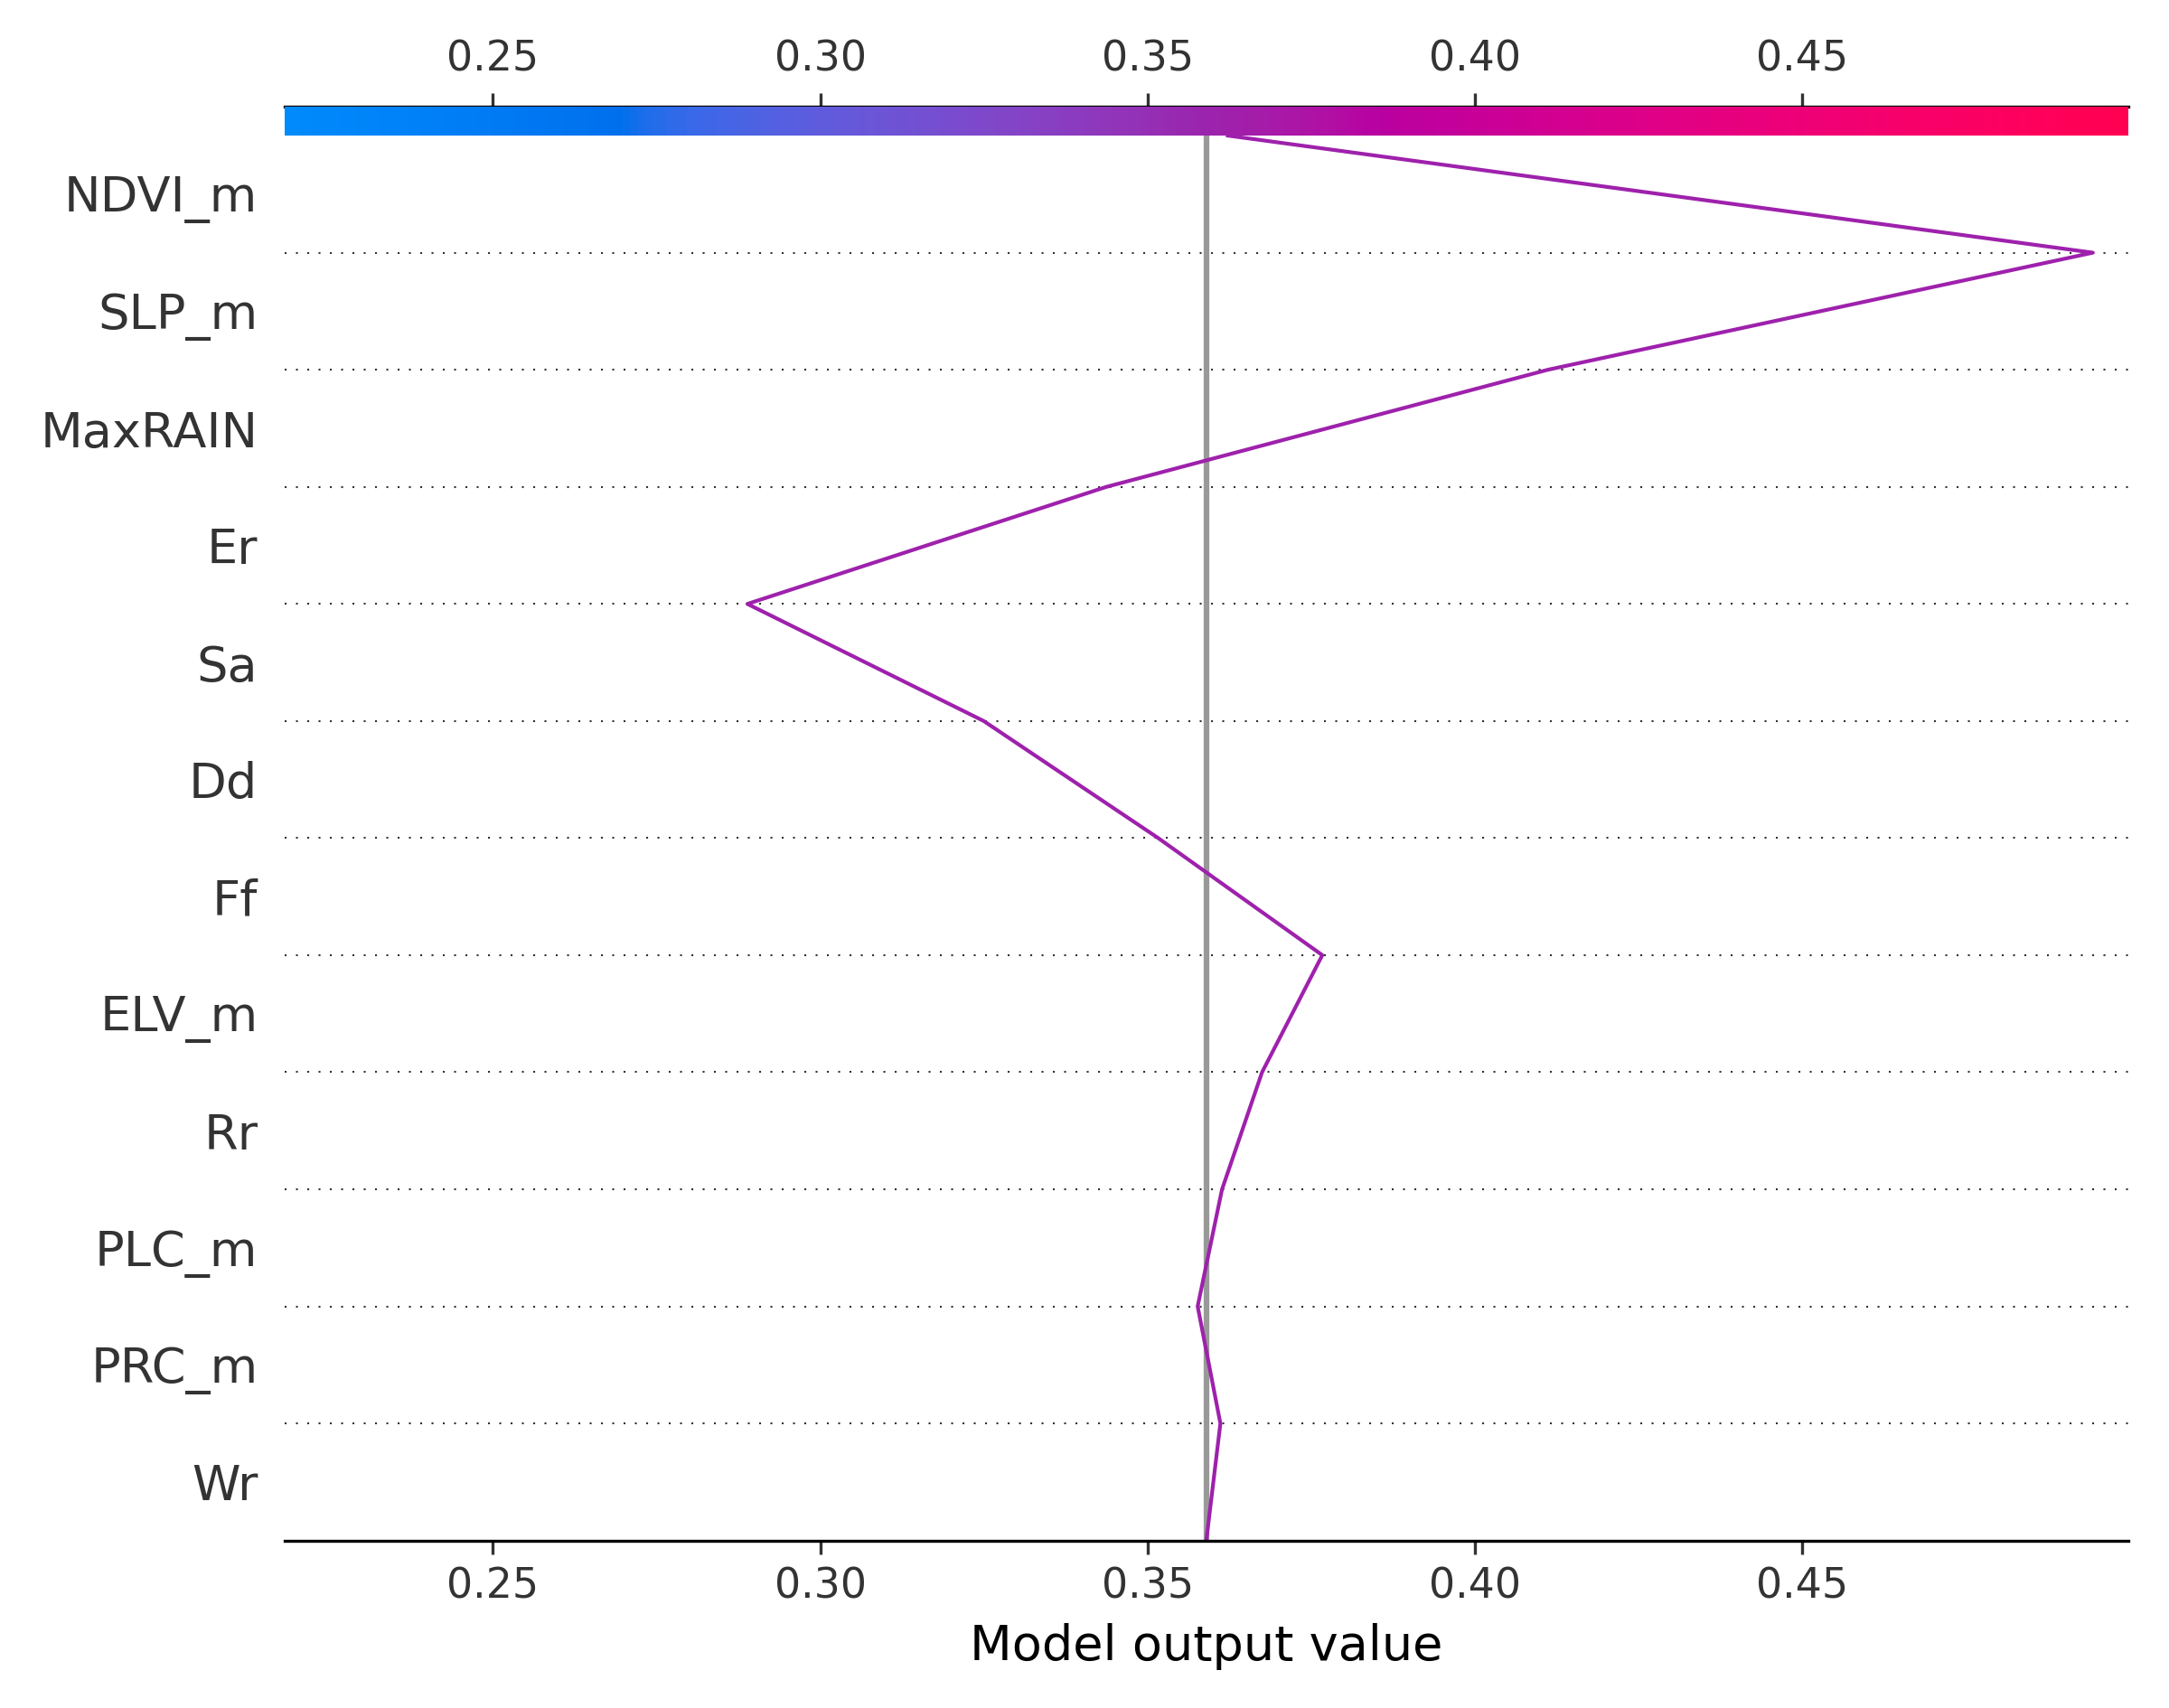 0.25 0.30 0.35 0.40 0.45
NDVI_m
SLP_m
MaxRAIN
Er
Sa
Dd
Ff
ELV_m
Rr
PLC_m
PRC_m
Wr
0.25 0.30 0.35 0.40 0.45
Model output value